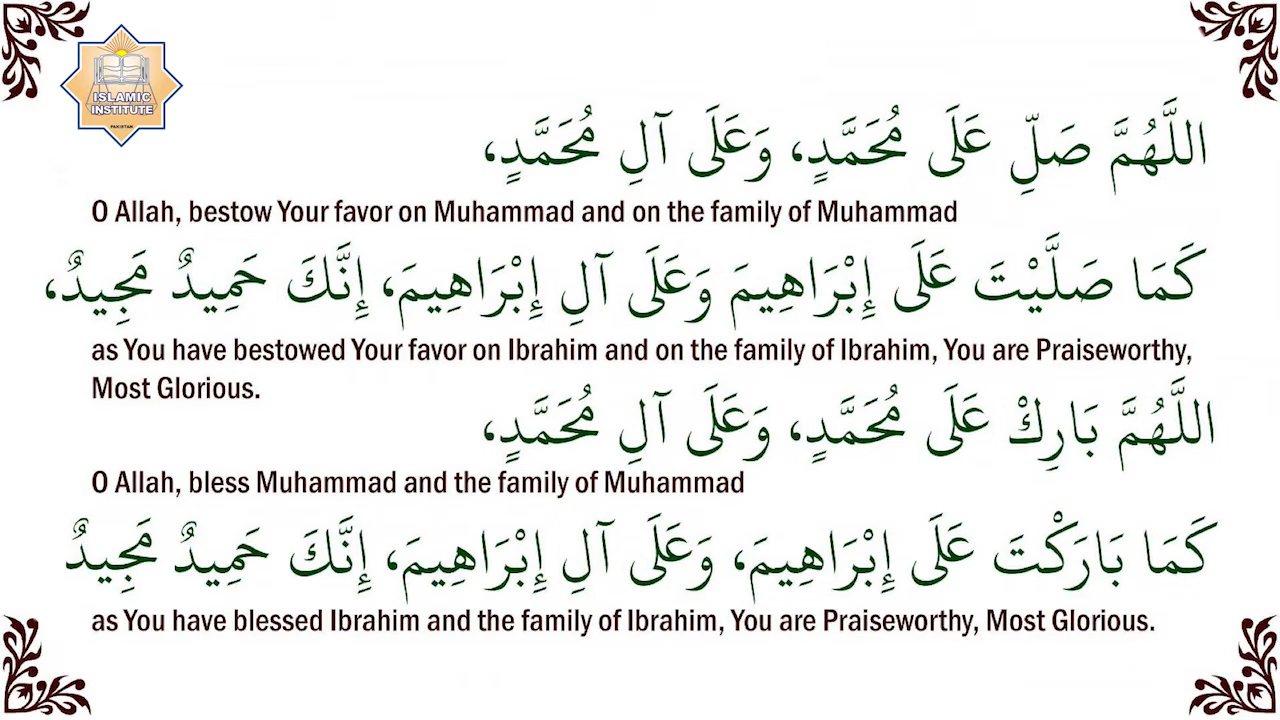 ISLAMIC
INSTITUTE
PAKISTAN
اللَّهُمَّ صَلِّ عَلَى مُحَمَّدٍ، وَعَلَى آلِ مُحَمَّدٍ،
O Allah, bestow Your favor on Muhammad and on the family of Muhammad
كَمَا صَلَّيْتَ عَلَى إِبْرَاهِيمَ وَعَلَى آلِ إِبْرَاهِيمَ، إِنَّكَ حَمِيدٌ مَجِيدٌ،
as You have bestowed Your favor on Ibrahim and on the family of Ibrahim, You are Praiseworthy,
Most Glorious.
اللَّهُمَّ بَارِكْ عَلَى مُحَمَّدٍ، وَعَلَى آلِ مُحَمَّدٍ،
O Allah, bless Muhammad and the family of Muhammad
كَمَا بَارَكْتَ عَلَى إِبْرَاهِيمَ، وَعَلَى آلِ إِبْرَاهِيمَ، إِنَّكَ حَمِيدٌ مَجِيدٌ
as You have blessed Ibrahim and the family of Ibrahim, You are Praiseworthy, Most Glorious.